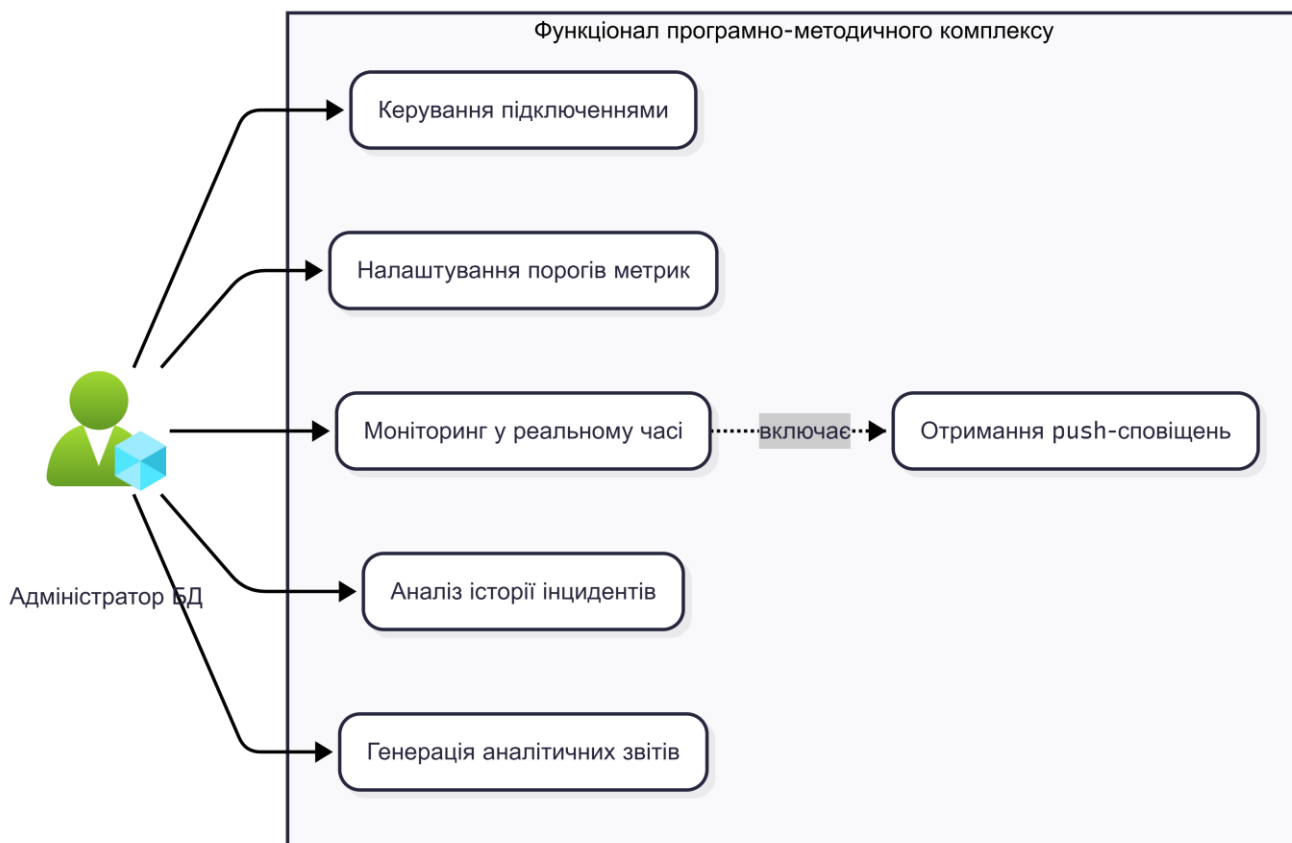 Функціонал програмно-методичного комплексу
Керування підключеннями
Налаштування порогів метрик
Моніторинг у реальному часі
включає
Отримання push-сповіщень
Адміністратор БД
Аналіз історії інцидентів
Генерація аналітичних звітів